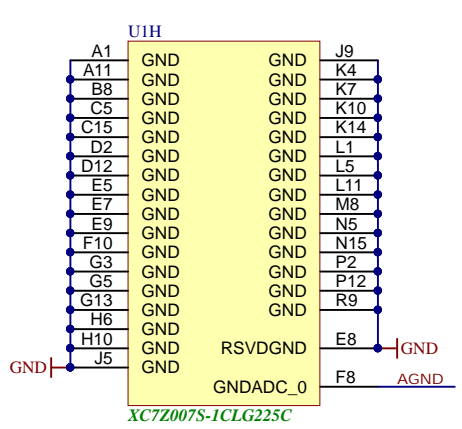 U1H
A1 GND GND J9
A11 GND GND K4
B8 GND GND K7
C5 GND GND K10
C15 GND GND K14
D2 GND GND L1
D12 GND GND L5
E5 GND GND L11
E7 GND GND M8
E9 GND GND N5
F10 GND GND N15
G3 GND GND P2
G5 GND GND P12
G13 GND GND R9
H6 GND
H10 GND RSVDGND E8 GND
GND J5 GND
GNDADC_0 F8 AGND
XC7Z007S-1CLG225C